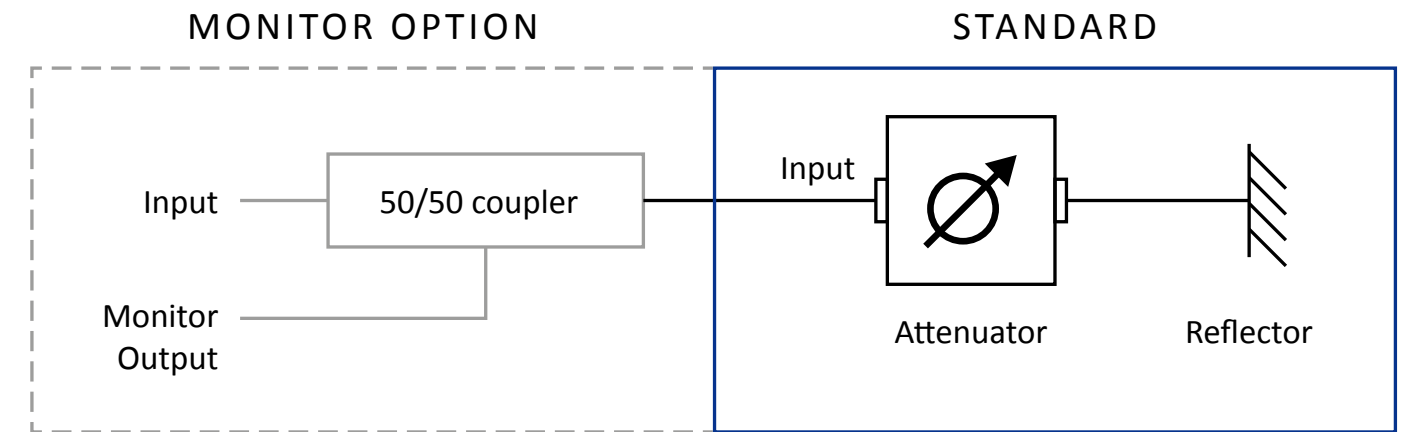 MONITOR OPTION
STANDARD
Input
50/50 coupler
Input
Monitor
Output
Attenuator
Reflector